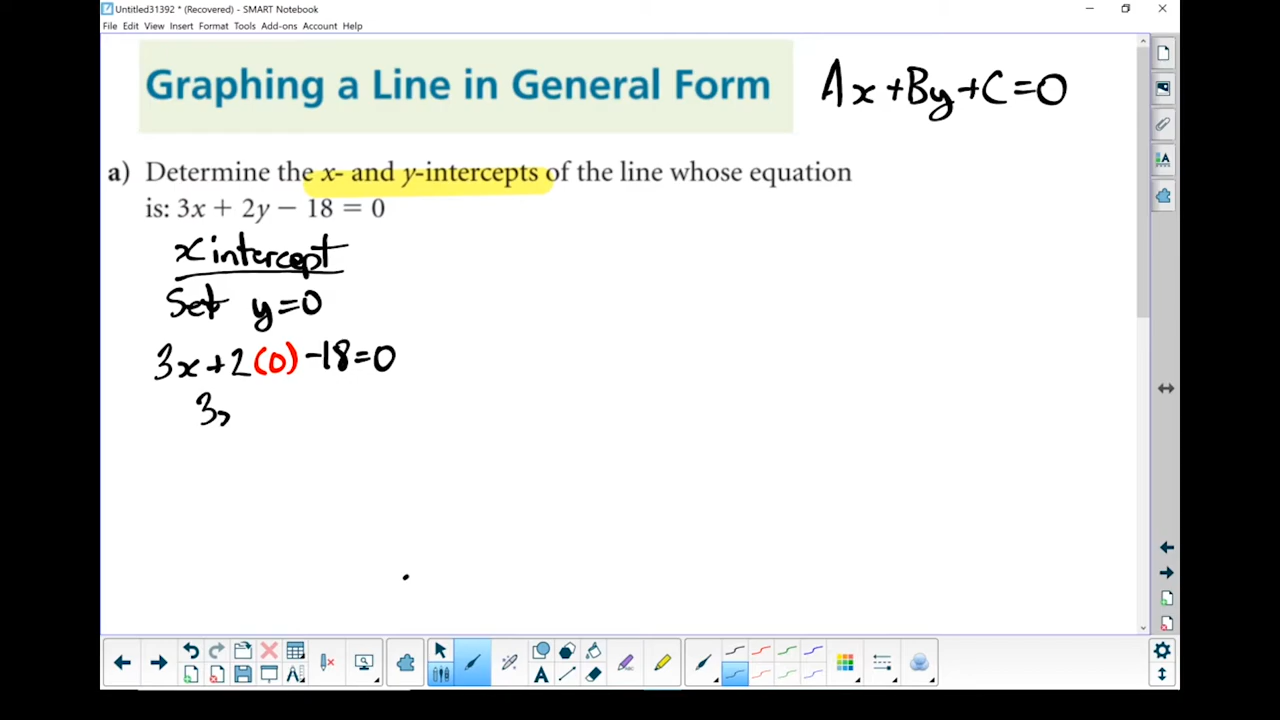 Untitled31392 * (Recovered) - SMART Notebook
File Edit View Insert Format Tools Add-ons Account Help
Graphing a Line in General Form
Ax+By+C=0
a) Determine the x- and y-intercepts of the line whose equation
is: 3x + 2y − 18 = 0
x intercept
Set y=0
3x+2(0)-18=0
3